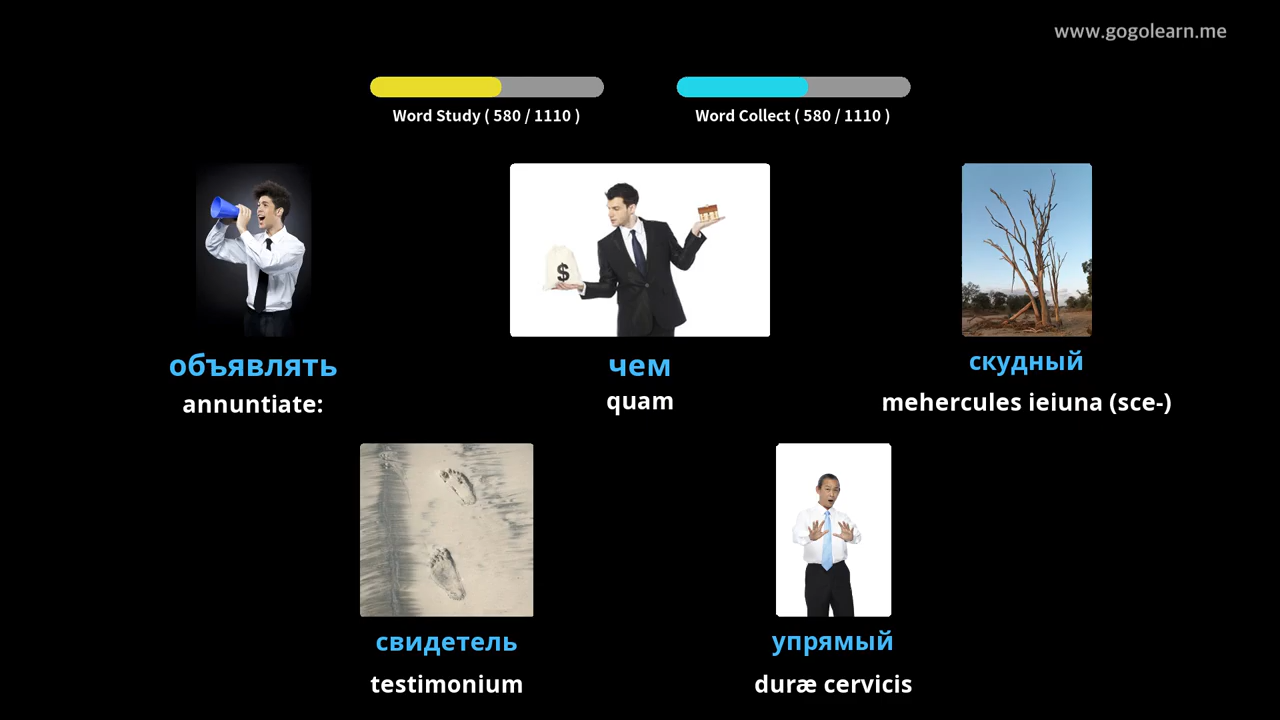 www.gogolearn.me
Word Study ( 580 / 1110 )
Word Collect ( 580 / 1110 )
$
объявлять
annuntiate:
чем
quam
скудный
mehercules ieiuna (sce-)
свидетель
testimonium
упрямый
duræ cervicis